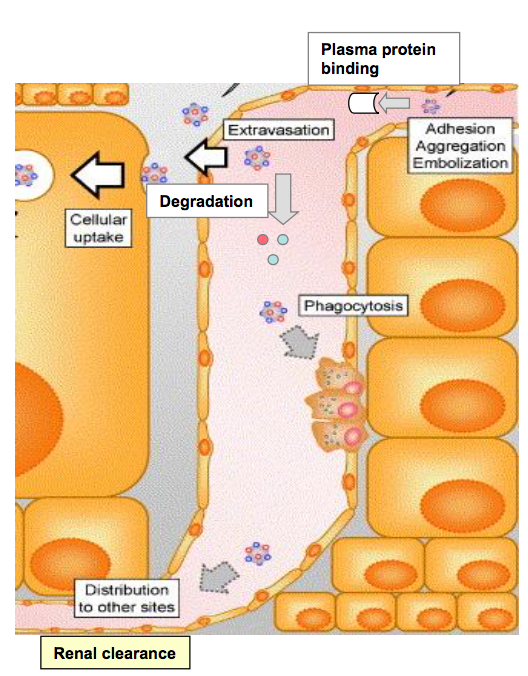 Plasma protein
binding
Extravasation
Adhesion
Aggregation
Embolization
Degradation
Cellular
uptake
Phagocytosis
Distribution
to other sites
Renal clearance